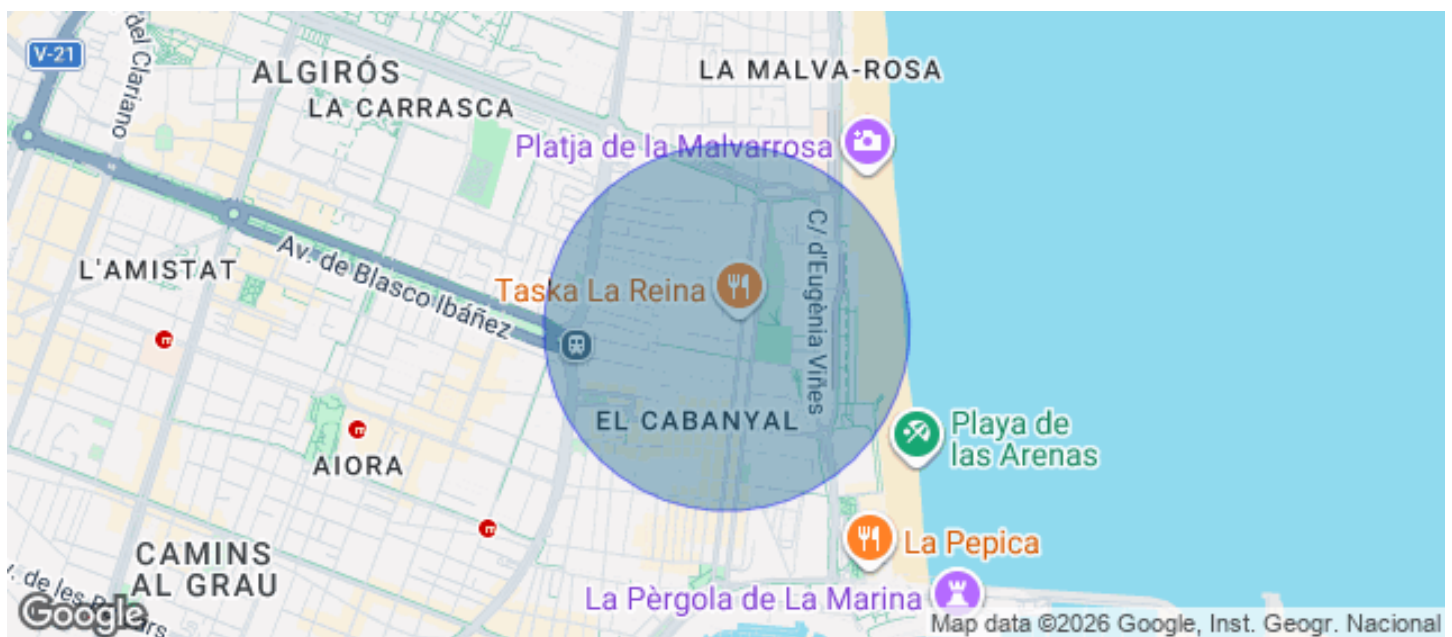 V-21
del Clariano
ALGIRÓS
LA CARRASCA
LA MALVA-ROSA
Platja de la Malvarrosa
L'AMISTAT
Av. de Blasco Ibáñez
Taska La Reina
C/ d'Eugènia Viñes
EL CABANYAL
Playa de
las Arenas
AIORA
CAMINS
AL GRAU
La Pepica
La Pèrgola de La Marina
Google
Map data ©2026 Google, Inst. Geogr. Nacional